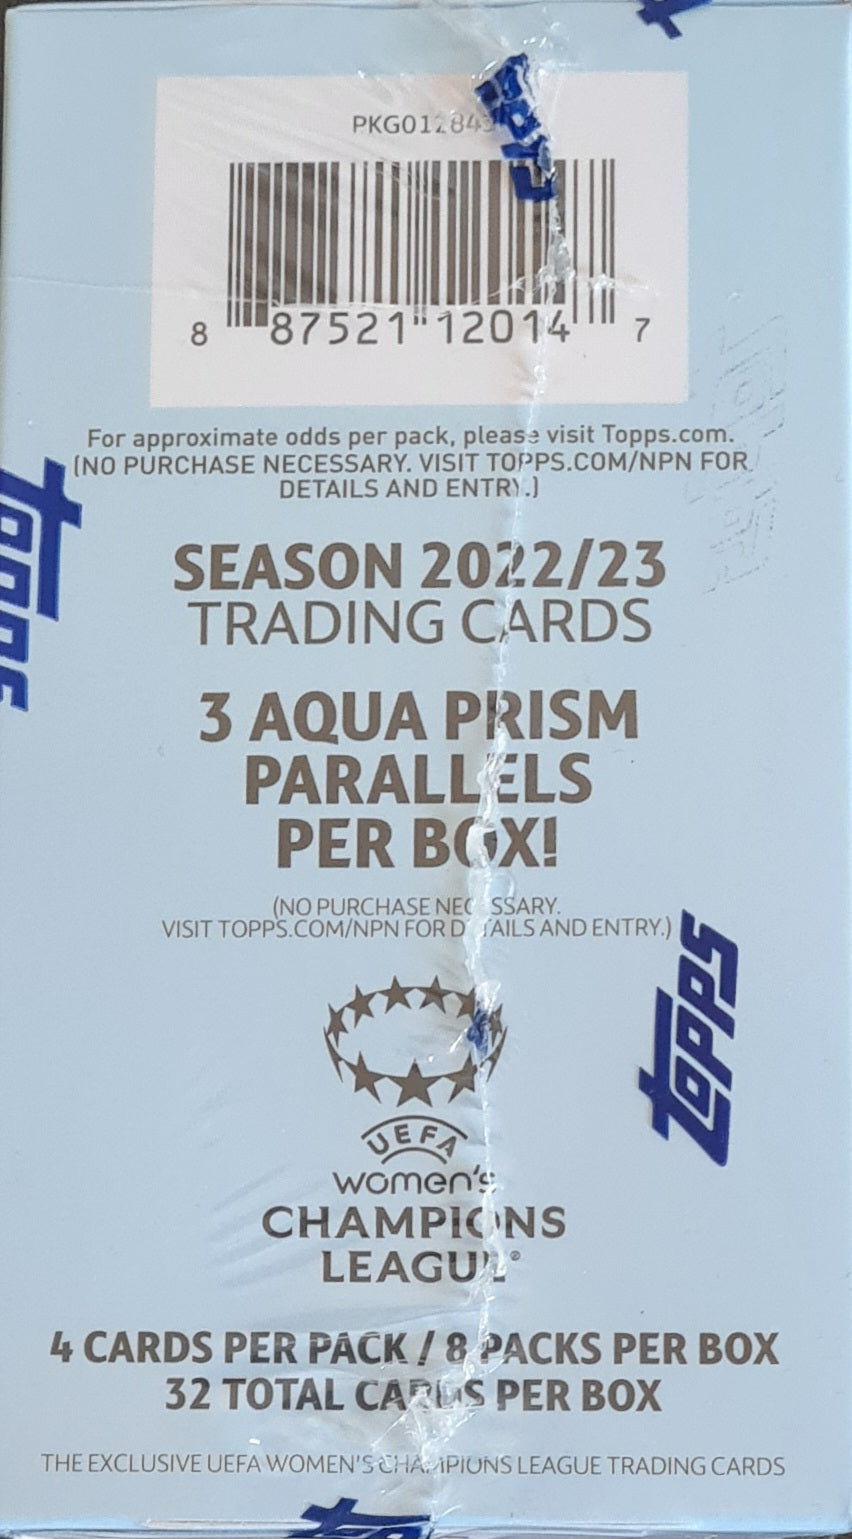 8 87521 12014 7
For approximate odds per pack, please visit Topps.com.
(NO PURCHASE NECESSARY. VISIT TOPPS.COM/NPN FOR
DETAILS AND ENTRY.)
topps
SEASON 2022/23
TRADING CARDS
3 AQUA PRISM
PARALLELS
PER BOX!
(NO PURCHASE NECESSARY.
VISIT TOPPS.COM/NPN FOR DETAILS AND ENTRY.)
topps
UEFA
women's
CHAMPIONS
LEAGUE®
4 CARDS PER PACK / 8 PACKS PER BOX
32 TOTAL CARDS PER BOX
THE EXCLUSIVE UEFA WOMEN'S CHAMPIONS LEAGUE TRADING CARDS